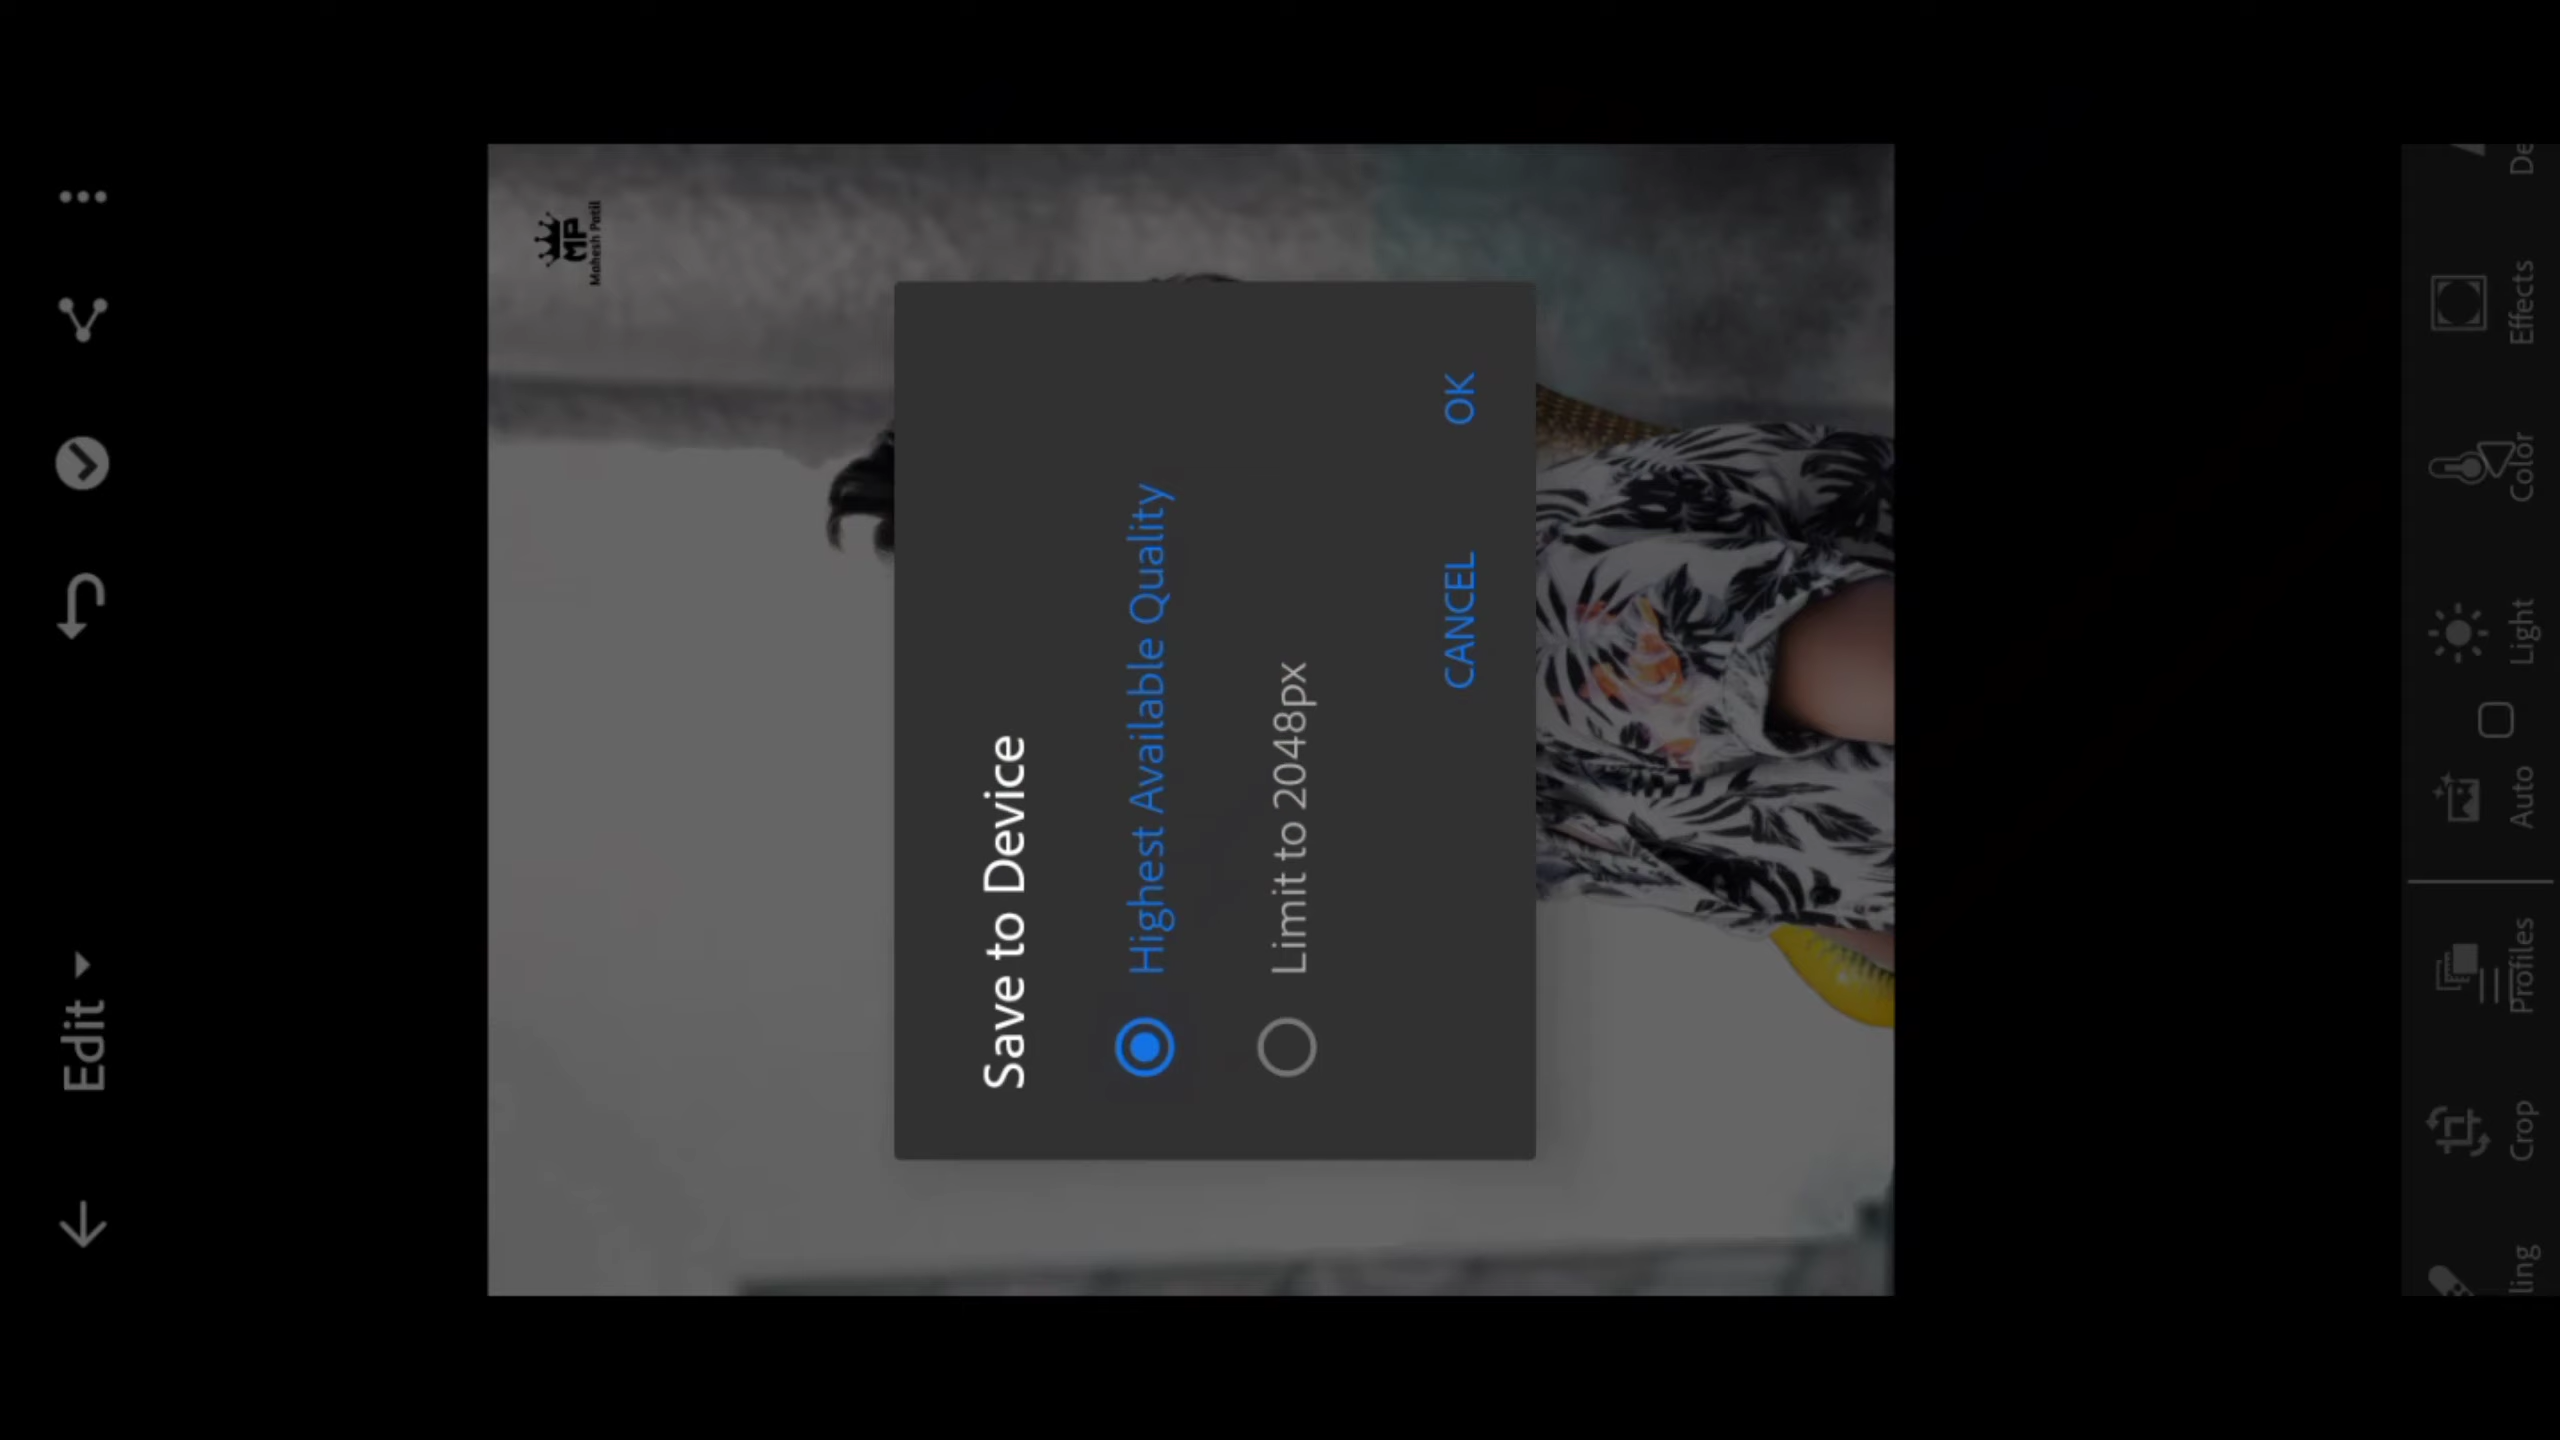 Edit
MP
Mahesh Patil
Save to Device
Highest Available Quality
Limit to 2048px
CANCEL OK
Crop Profiles Auto Light Color Effects